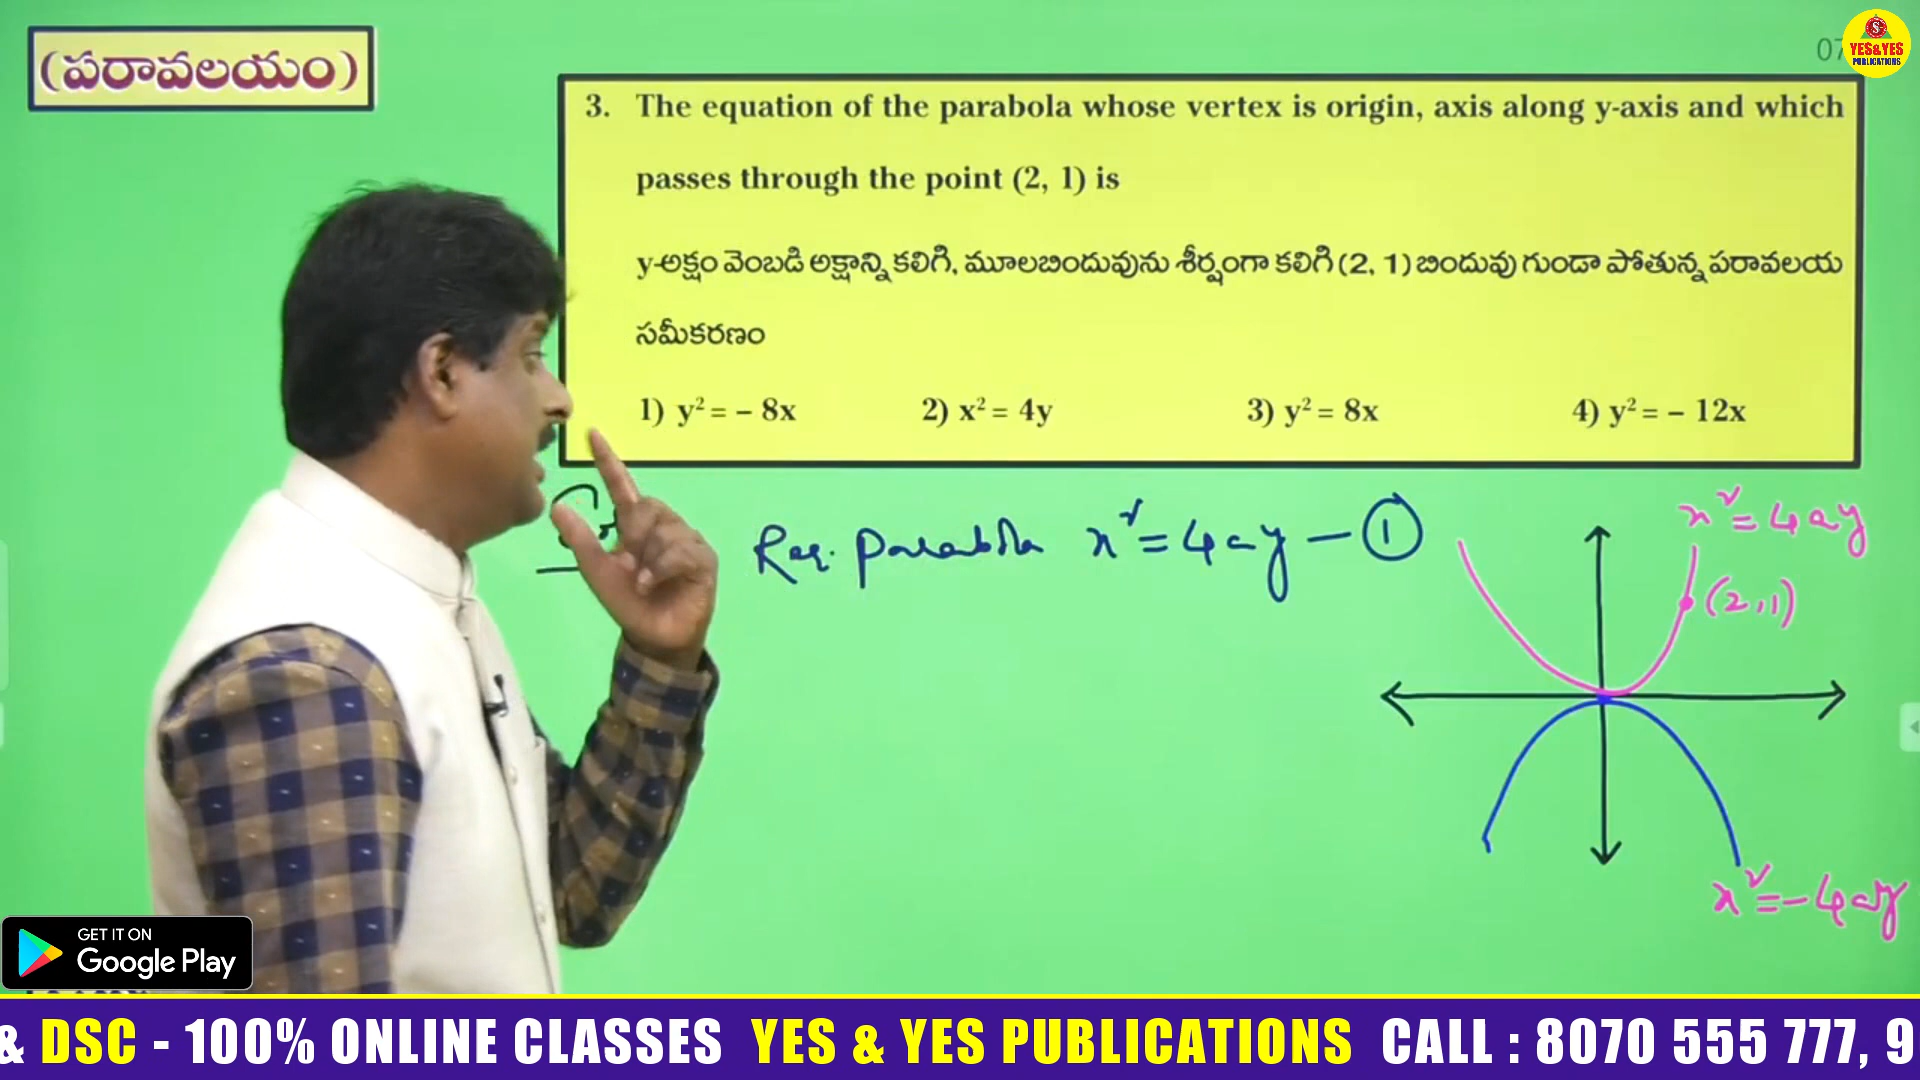 (పరావలయం)
07
YES&YES
PUBLICATIONS
3. The equation of the parabola whose vertex is origin, axis along y-axis and which
passes through the point (2, 1) is
y-అక్షం వెంబడి అక్షాన్ని కలిగి, మూలబిందువును శీర్షంగా కలిగి (2, 1) బిందువు గుండా పోతున్న పరావలయ
సమీకరణం
1) y² = – 8x 2) x² = 4y 3) y² = 8x 4) y² = – 12x
Req. parabola x² = 4ay — ①
x² = 4ay
(2,1)
x² = -4ay
GET IT ON
Google Play
& DSC - 100% ONLINE CLASSES YES & YES PUBLICATIONS CALL : 8070 555 777, 9